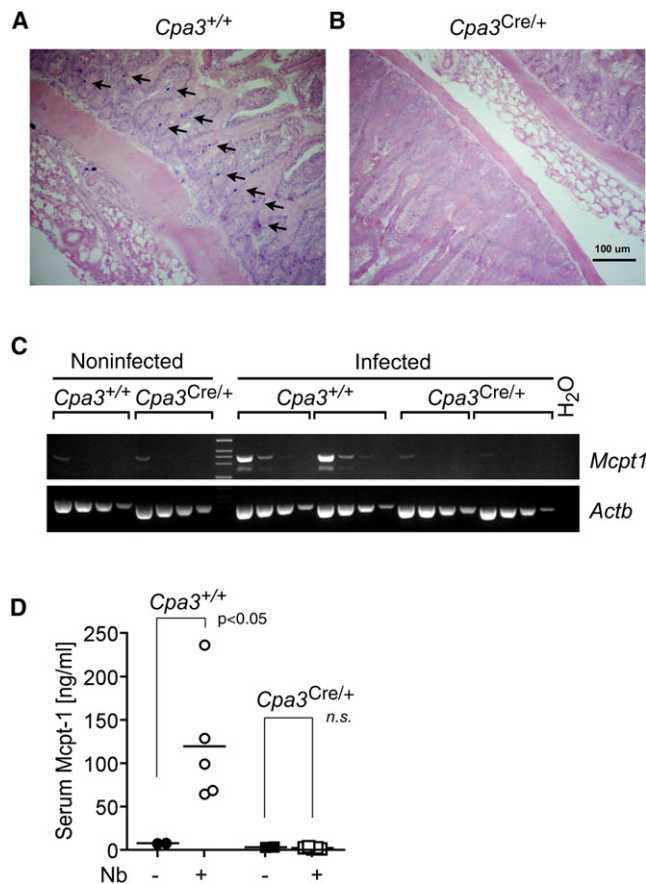 A
Cpa3+/+
B
Cpa3Cre/+
100 um
C
Noninfected
Infected
Cpa3+/+
Cpa3Cre/+
Cpa3+/+
Cpa3Cre/+
H2O
Mcpt1
Actb
D
Cpa3+/+
p<0.05
Cpa3Cre/+
n.s.
Serum Mcpt-1 [ng/ml]
250
200
150
100
50
0
Nb - + - +